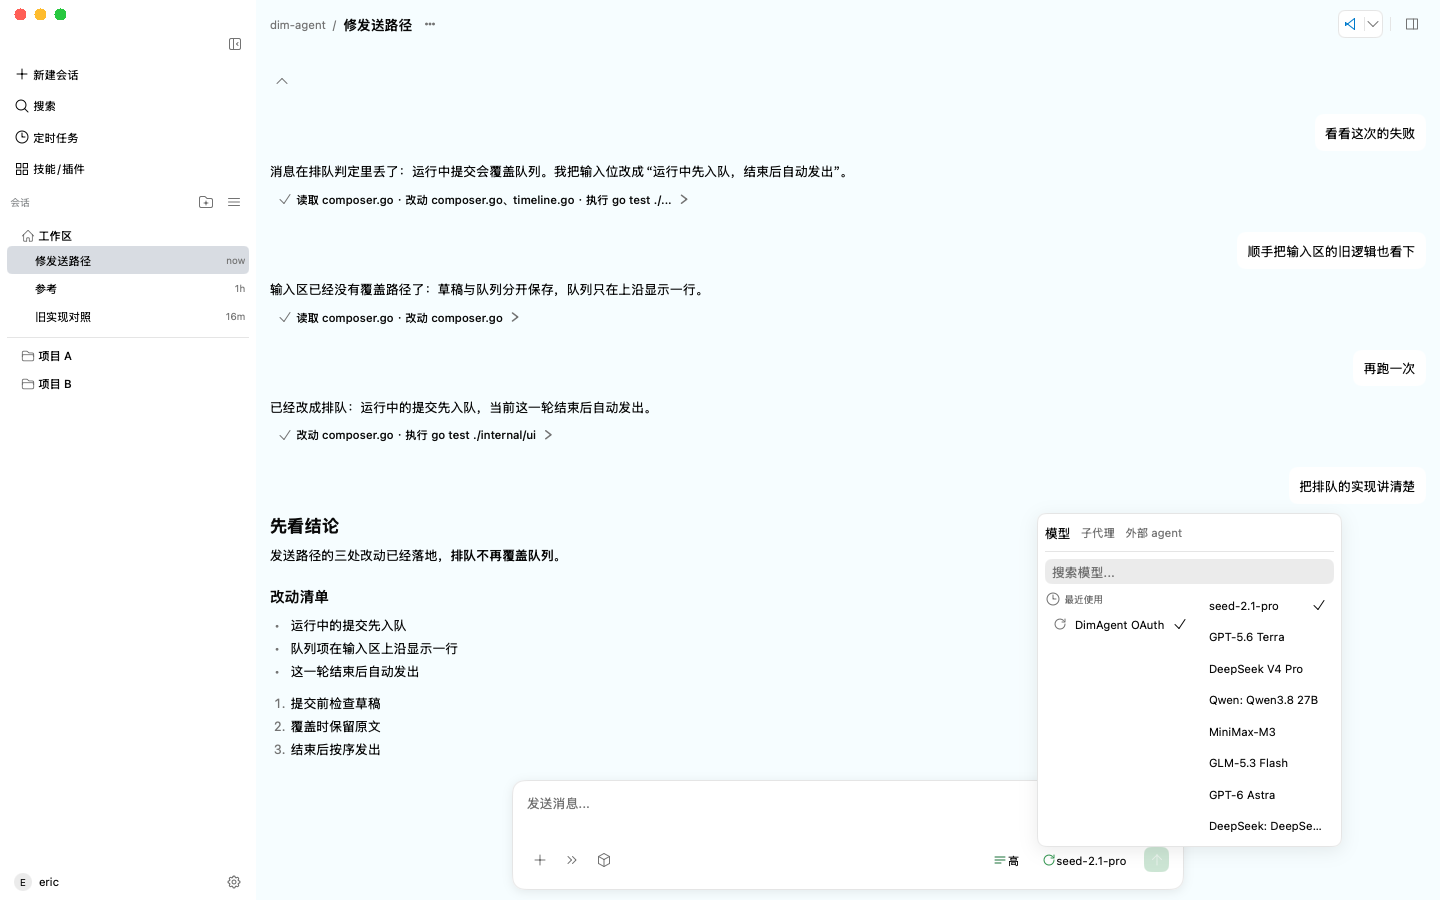 dim-agent / 修发送路径 ···
新建会话
搜索
定时任务
技能/插件
会话
工作区
修发送路径 now
参考 1h
旧实现对照 16m
项目 A
项目 B
E eric
看看这次的失败
消息在排队判定里丢了：运行中提交会覆盖队列。我把输入位改成“运行中先入队，结束后自动发出”。
读取 composer.go · 改动 composer.go、timeline.go · 执行 go test ./...
顺手把输入区的旧逻辑也看下
输入区已经没有覆盖路径了：草稿与队列分开保存，队列只在上沿显示一行。
读取 composer.go · 改动 composer.go
再跑一次
已经改成排队：运行中的提交先入队，当前这一轮结束后自动发出。
改动 composer.go · 执行 go test ./internal/ui
把排队的实现讲清楚
先看结论
发送路径的三处改动已经落地，排队不再覆盖队列。
改动清单
• 运行中的提交先入队
• 队列项在输入区上沿显示一行
• 这一轮结束后自动发出
1. 提交前检查草稿
2. 覆盖时保留原文
3. 结束后按序发出
模型 子代理 外部 agent
搜索模型...
最近使用
DimAgent OAuth
seed-2.1-pro
GPT-5.6 Terra
DeepSeek V4 Pro
Qwen: Qwen3.8 27B
MiniMax-M3
GLM-5.3 Flash
GPT-6 Astra
DeepSeek: DeepSe...
发送消息...
高 seed-2.1-pro